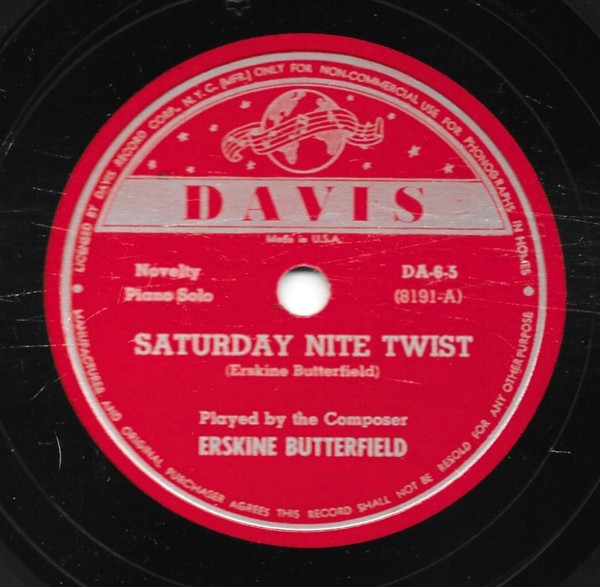 LICENSED BY DAVIS RECORD CORP., N.Y.C. [MFR.] ONLY FOR NON-COMMERCIAL USE FOR PHONOGRAPHS IN HOMES
DAVIS
Made in U.S.A.
Novelty
Piano Solo
DA-6-5
(8191-A)
SATURDAY NITE TWIST
(Erskine Butterfield)
Played by the Composer
ERSKINE BUTTERFIELD
MANUFACTURER AND ORIGINAL PURCHASER AGREES THIS RECORD SHALL NOT BE RESOLD FOR ANY OTHER PURPOSE